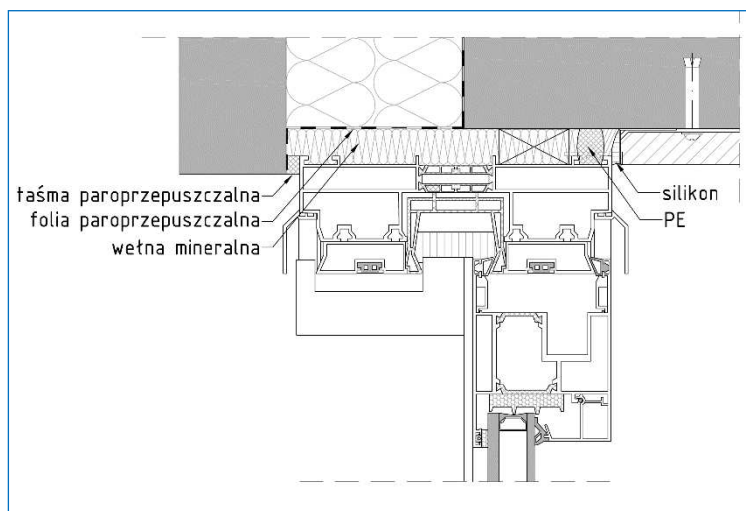 taśma paroprzepuszczalna
folia paroprzepuszczalna
wełna mineralna
silikon
PE